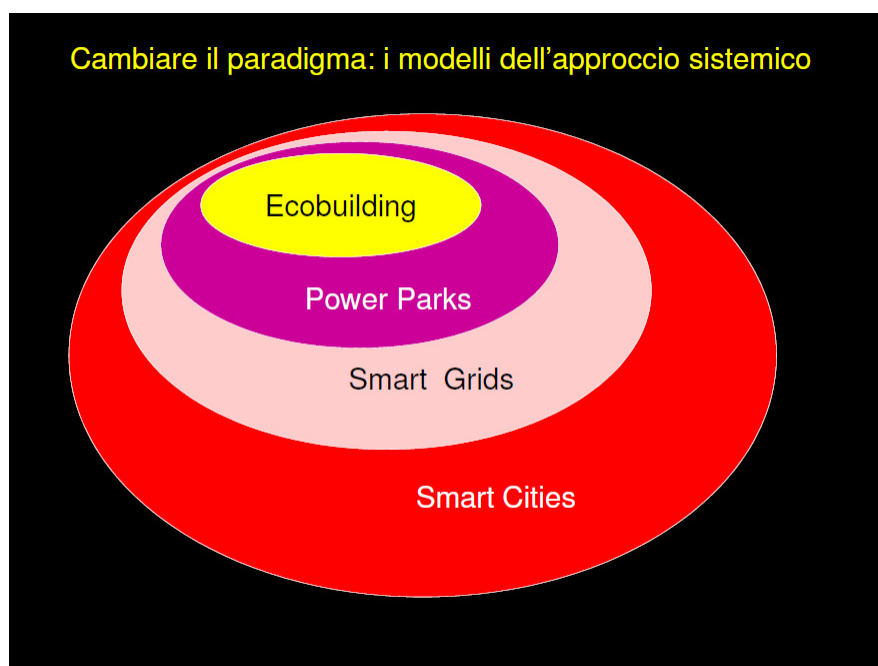 Cambiare il paradigma: i modelli dell'approccio sistemico
Ecobuilding
Power Parks
Smart Grids
Smart Cities